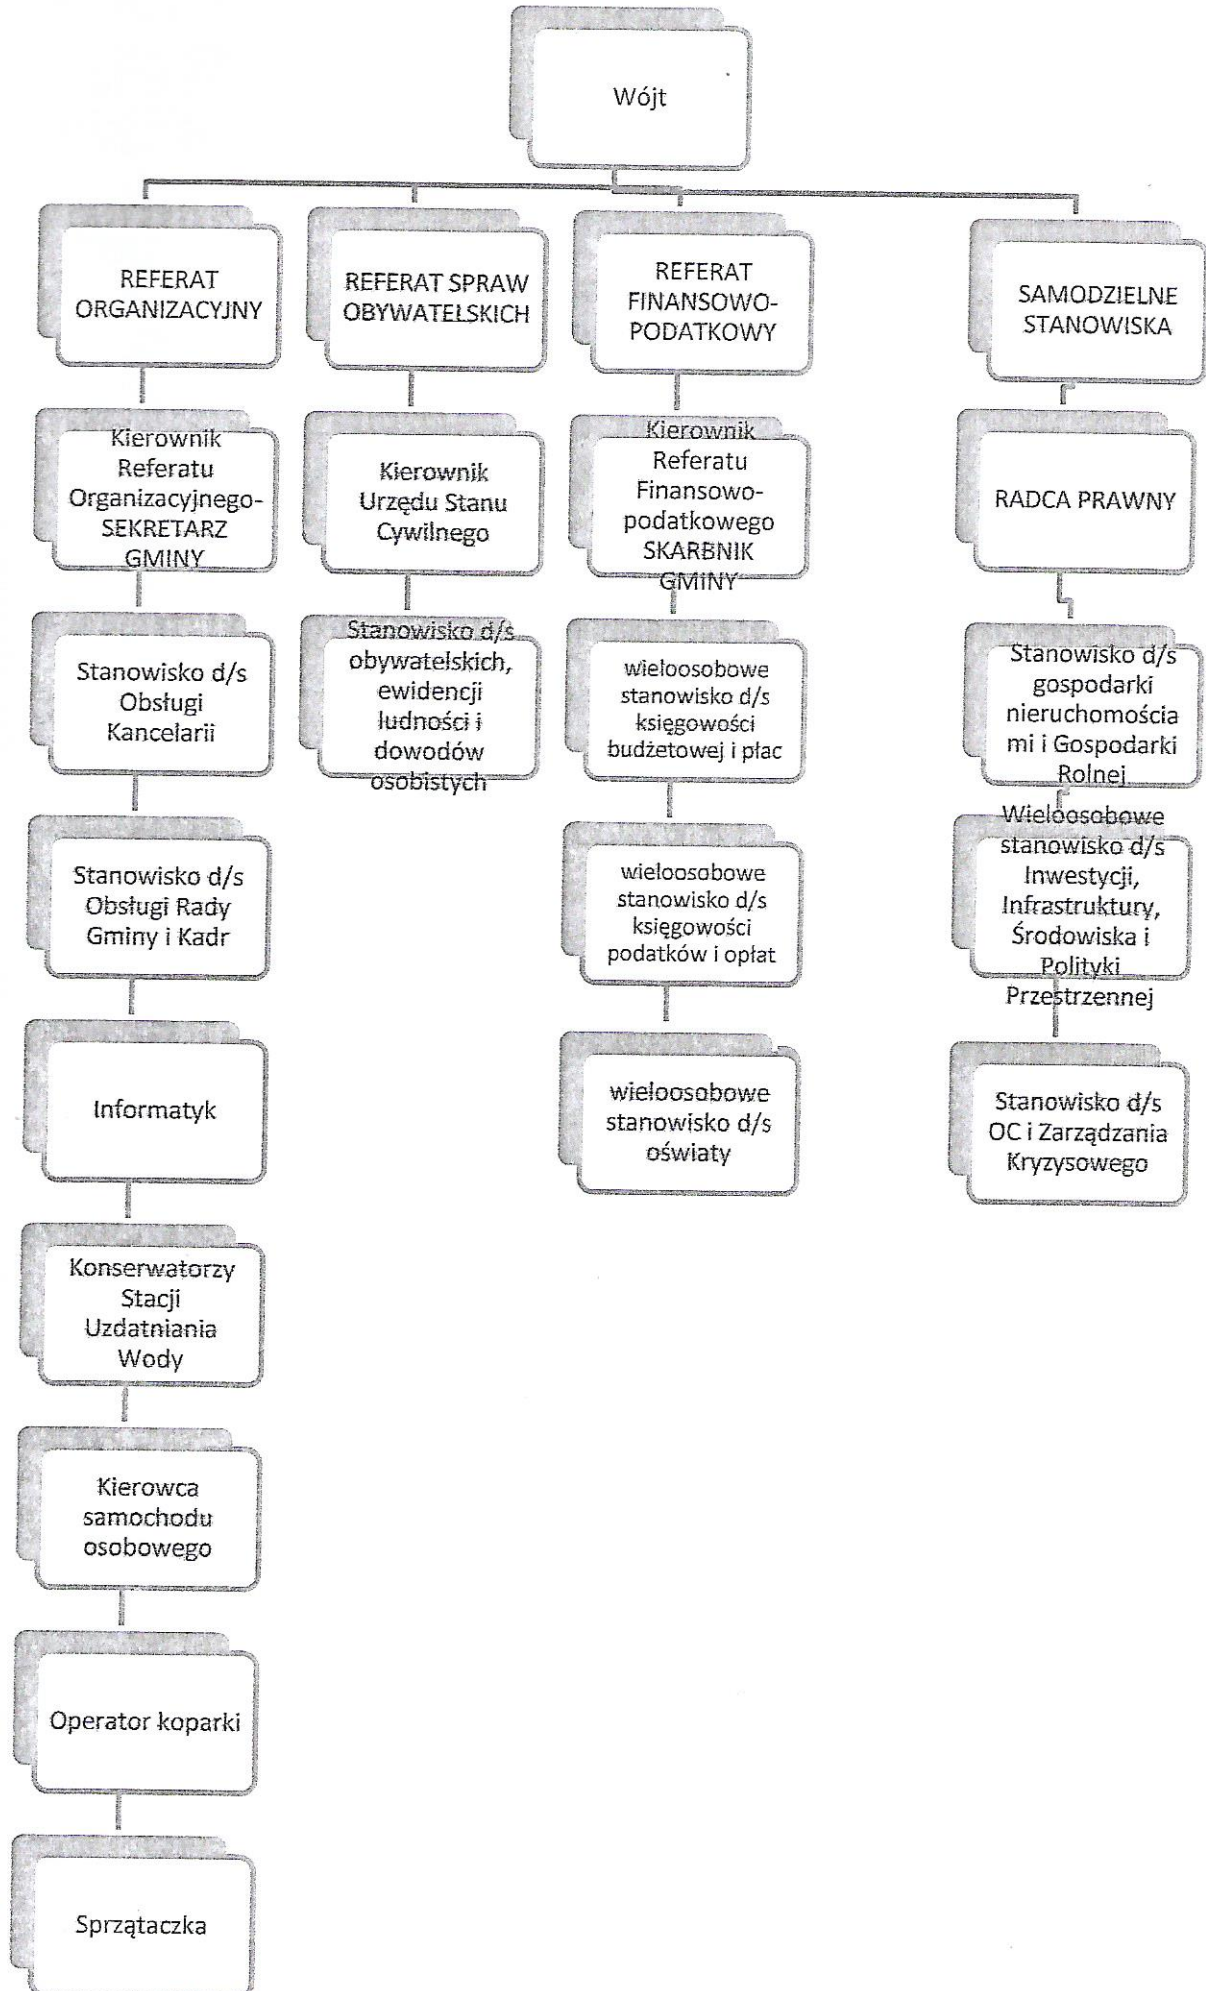 Wójt
REFERAT
ORGANIZACYJNY
Kierownik
Referatu
Organizacyjnego-
SEKRETARZ
GMINY
Stanowisko d/s
Obsługi
Kancelarii
Stanowisko d/s
Obsługi Rady
Gminy i Kadr
Informatyk
Konserwatorzy
Stacji
Uzdatniania
Wody
Kierowca
samochodu
osobowego
Operator koparki
Sprzątaczka
REFERAT SPRAW
OBYWATELSKICH
Kierownik
Urzędu Stanu
Cywilnego
Stanowisko d/s
obywatelskich,
ewidencji
ludności i
dowodów
osobistych
REFERAT
FINANSOWO-
PODATKOWY
Kierownik
Referatu
Finansowo-
podatkowego
SKARBNIK
GMINY
wieloosobowe
stanowisko d/s
księgowości
budżetowej i płac
wieloosobowe
stanowisko d/s
księgowości
podatków i opłat
wieloosobowe
stanowisko d/s
oświaty
SAMODZIELNE
STANOWISKA
RADCA PRAWNY
Stanowisko d/s
gospodarki
nieruchomościa
mi i Gospodarki
Rolnej
Wieloosobowe
stanowisko d/s
Inwestycji,
Infrastruktury,
Środowiska i
Polityki
Przestrzennej
Stanowisko d/s
OC i Zarządzania
Kryzysowego